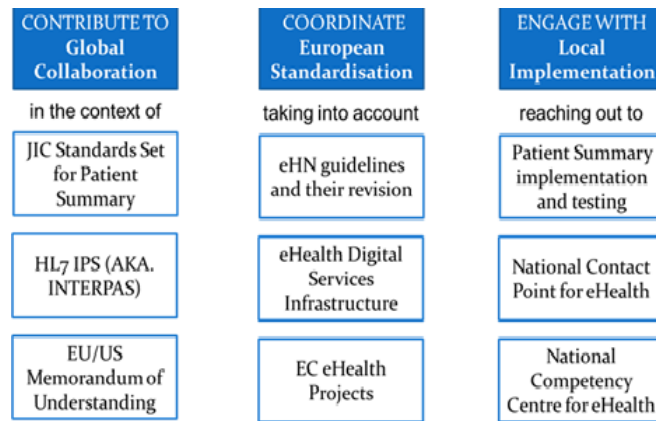 CONTRIBUTE TO
Global
Collaboration
in the context of
JIC Standards Set
for Patient
Summary
HL7 IPS (AKA.
INTERPAS)
EU/US
Memorandum of
Understanding
COORDINATE
European
Standardisation
taking into account
eHN guidelines
and their revision
eHealth Digital
Services
Infrastructure
EC eHealth
Projects
ENGAGE WITH
Local
Implementation
reaching out to
Patient Summary
implementation
and testing
National Contact
Point for eHealth
National
Competency
Centre for eHealth